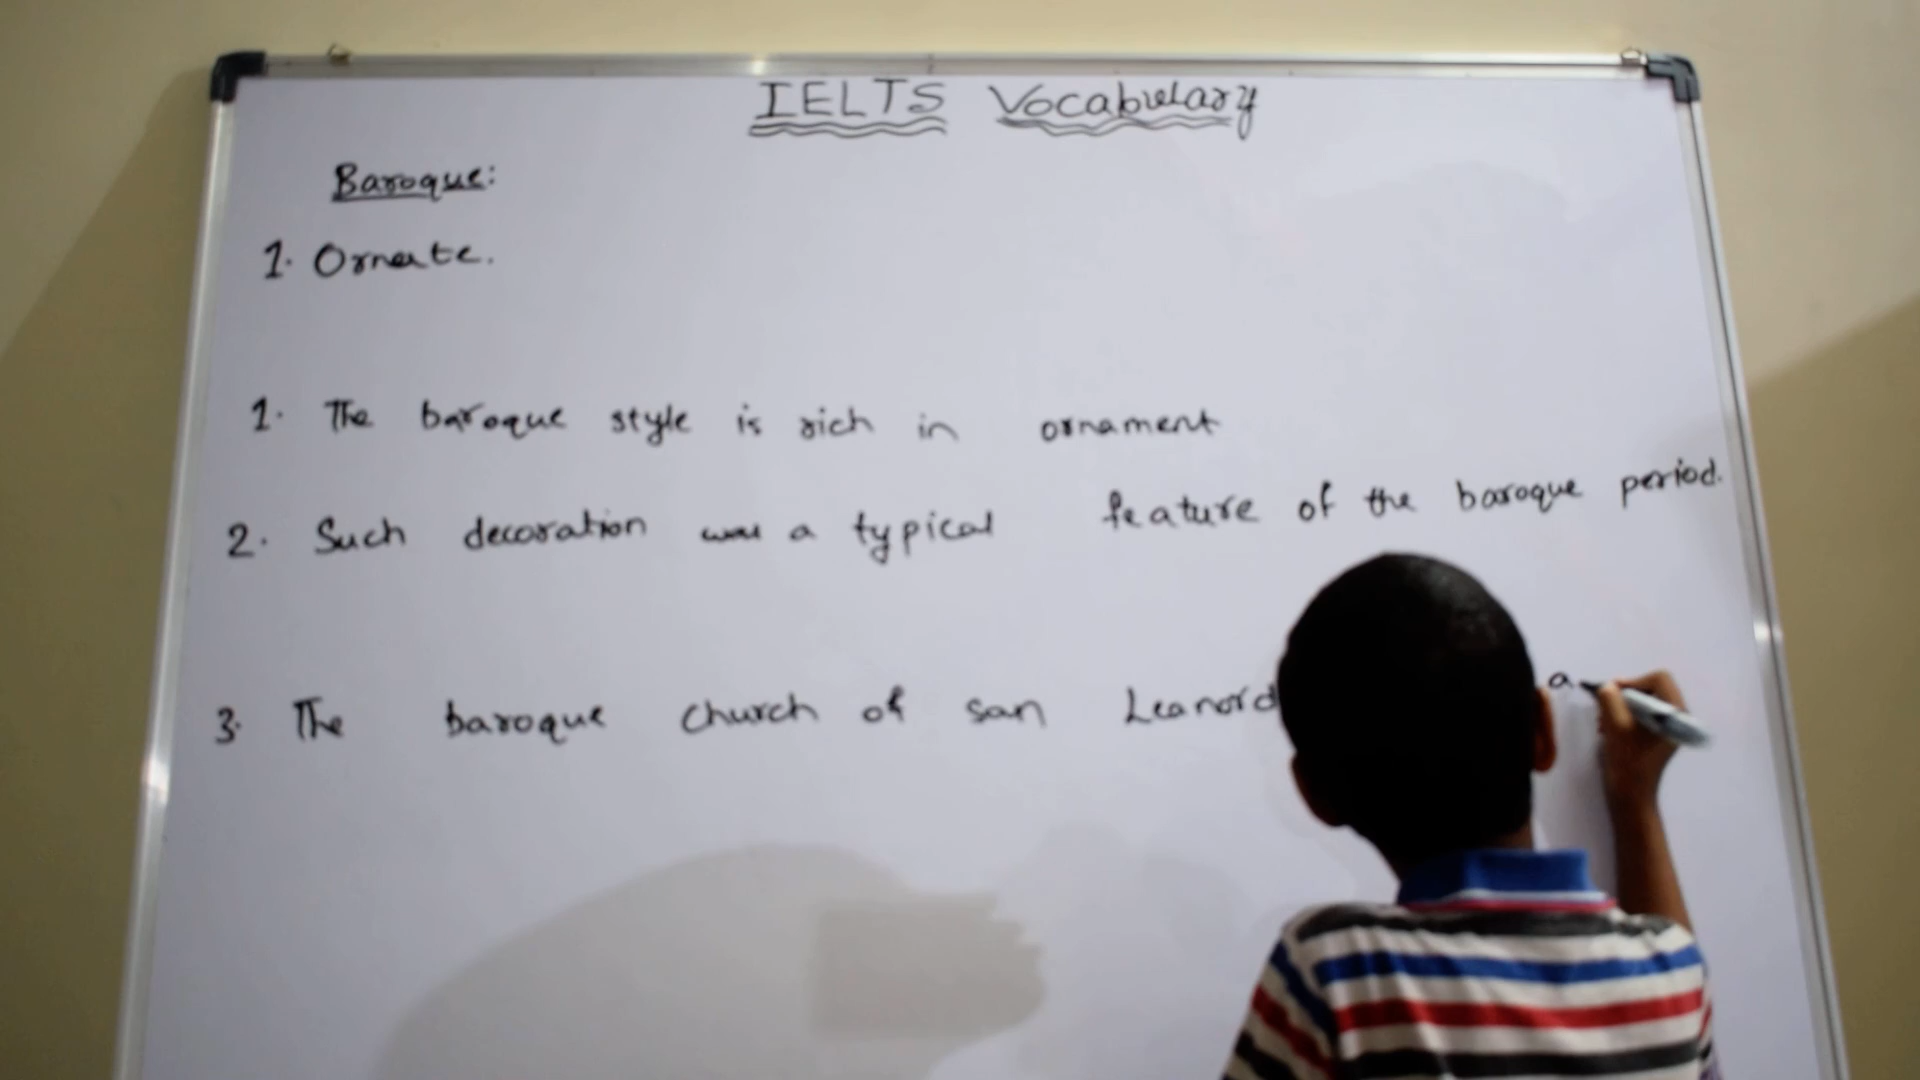 IELTS Vocabulary
Baroque:
1. Ornate.
1. The baroque style is rich in ornament
2. Such decoration was a typical feature of the baroque period.
3. The baroque church of san Leanord a